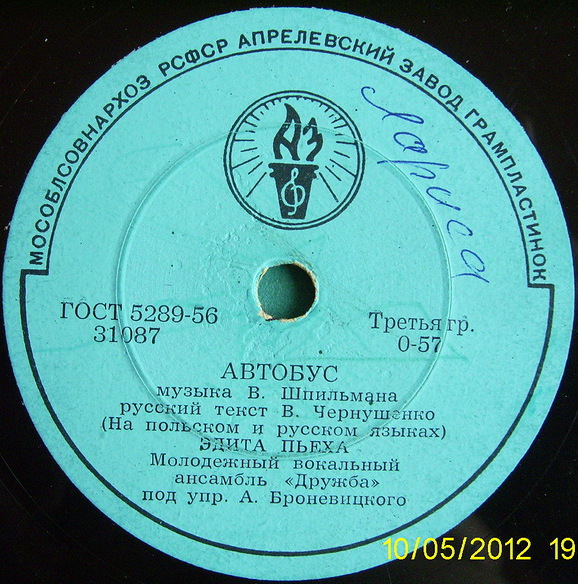 МОСОБЛСОВНАРХОЗ РСФСР АПРЕЛЕВСКИЙ ЗАВОД ГРАМПЛАСТИНОК
АЗ
Лариса
ГОСТ 5289-56
31087
Третья гр.
0-57
АВТОБУС
музыка В. Шпильмана
русский текст В. Чернушенко
(На польском и русском языках)
ЭДИТА ПЬЕХА
Молодежный вокальный
ансамбль «Дружба»
под упр. А. Броневицкого
10/05/2012 19